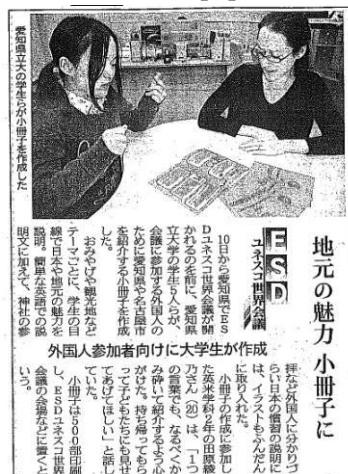 地元の魅力 小冊子に
ESD
ユネスコ世界会議
外国人参加者向けに大学生が作成
10日から愛知県でES
Dユネスコ世界会議が開
かれるのを前に、愛知県
立大学の学生5人らが、
会議に参加する外国人の
ために愛知県や名古屋市
を紹介する小冊子を作成
した。
おみやげや観光地など
テーマごとに、学生の目
線で日本や地元の魅力を
説明。簡単な英語での説
明文に加えて、神社の参
拝など外国人に分かりづ
らい日本の慣習の説明に
は、イラストもふんだん
に取り入れた。
小冊子の作成に参加し
た英米学科2年の田原綾
乃さん(20)は、「1つ
の言葉でも、なるべくか
み砕いて紹介するよう心
がけた。持ち帰ってもら
って子どもたちにも見せ
てあげてほしい」と話し
ていた。
小冊子は500部印刷
し、ESDユネスコ世界
会議の会場などに置くと
いう。
愛知県立大の学生らが小冊子を作成した